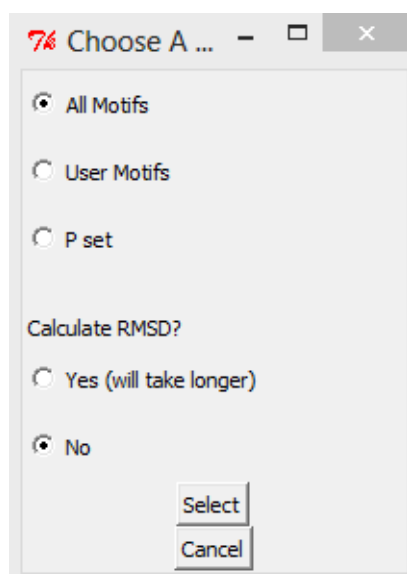 Choose A ...
All Motifs
User Motifs
P set
Calculate RMSD?
Yes (will take longer)
No
Select
Cancel